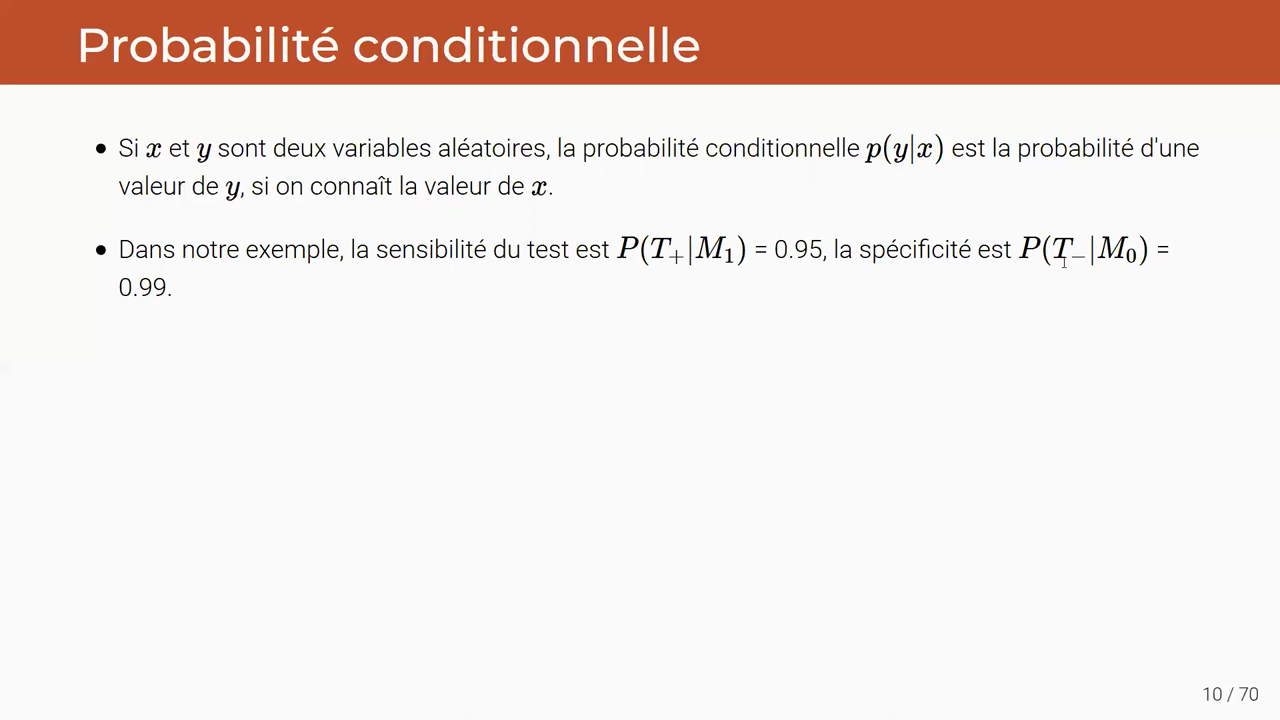 Probabilité conditionnelle
• Si x et y sont deux variables aléatoires, la probabilité conditionnelle p(y|x) est la probabilité d'une
valeur de y, si on connaît la valeur de x.
• Dans notre exemple, la sensibilité du test est P(T₊|M₁) = 0.95, la spécificité est P(T₋|M₀) =
0.99.
10 / 70